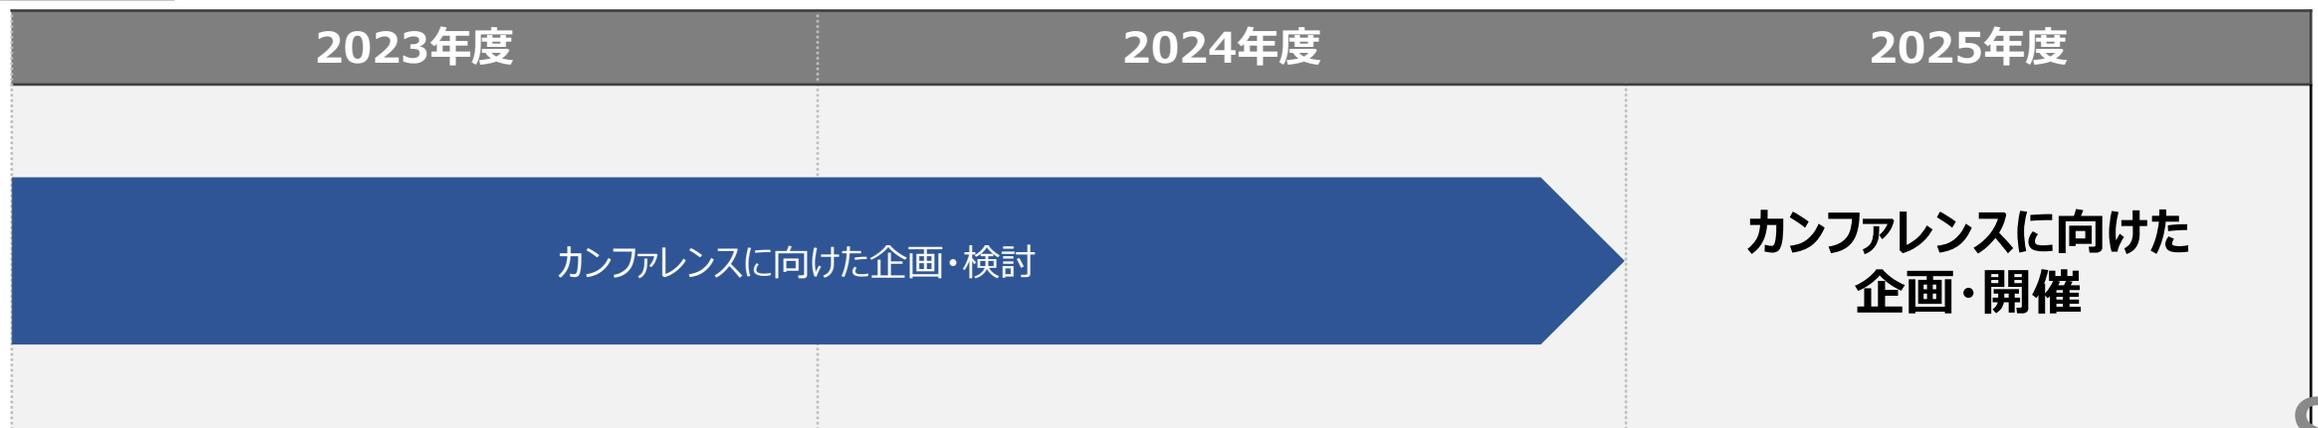 2023年度
2024年度
2025年度
カンファレンスに向けた企画・検討
カンファレンスに向けた
企画・開催